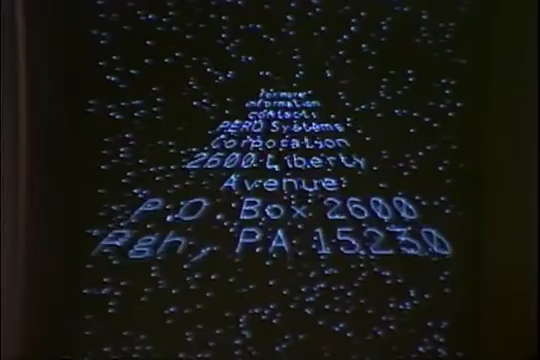 For more
information
contact:
PERQ Systems
Corporation
2600 Liberty
Avenue
P.O. Box 2600
Pgh, PA 15230